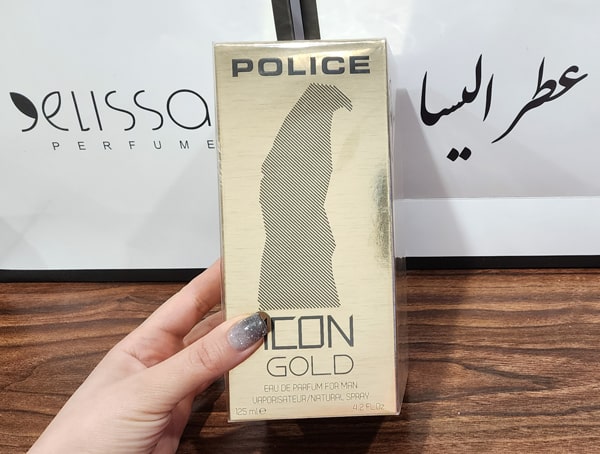 POLICE
ICON
GOLD
EAU DE PARFUM FOR MAN
VAPORISATEUR/NATURAL SPRAY
125 ml ℮ 4.2 Fl.Oz
elissa
PERFUME
عطر الیسا